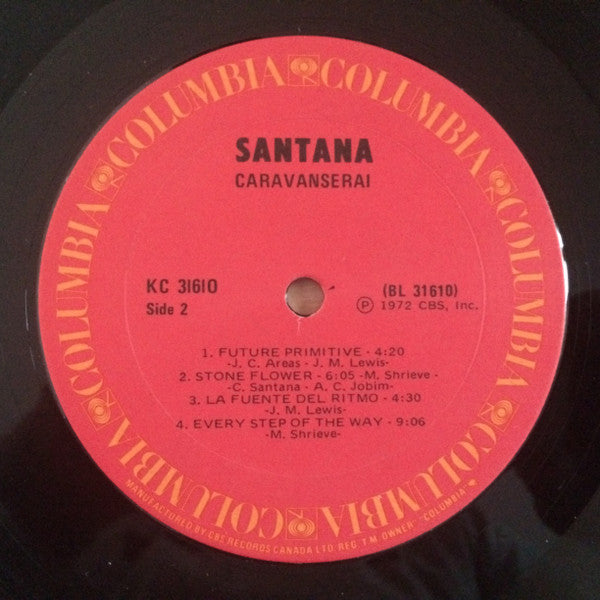 COLUMBIA COLUMBIA COLUMBIA COLUMBIA COLUMBIA COLUMBIA COLUMBIA COLUMBIA
SANTANA
CARAVANSERAI
KC 31610
Side 2
(BL 31610)
Ⓟ 1972 CBS, Inc.
1. FUTURE PRIMITIVE - 4:20
-J. C. Areas - J. M. Lewis-
2. STONE FLOWER - 6:05 -M. Shrieve -
-C. Santana - A. C. Jobim-
3. LA FUENTE DEL RITMO - 4:30
-J. M. Lewis-
4. EVERY STEP OF THE WAY - 9:06
-M. Shrieve-
MANUFACTURED BY CBS RECORDS CANADA LTD. REG. T.M. OWNER "COLUMBIA"